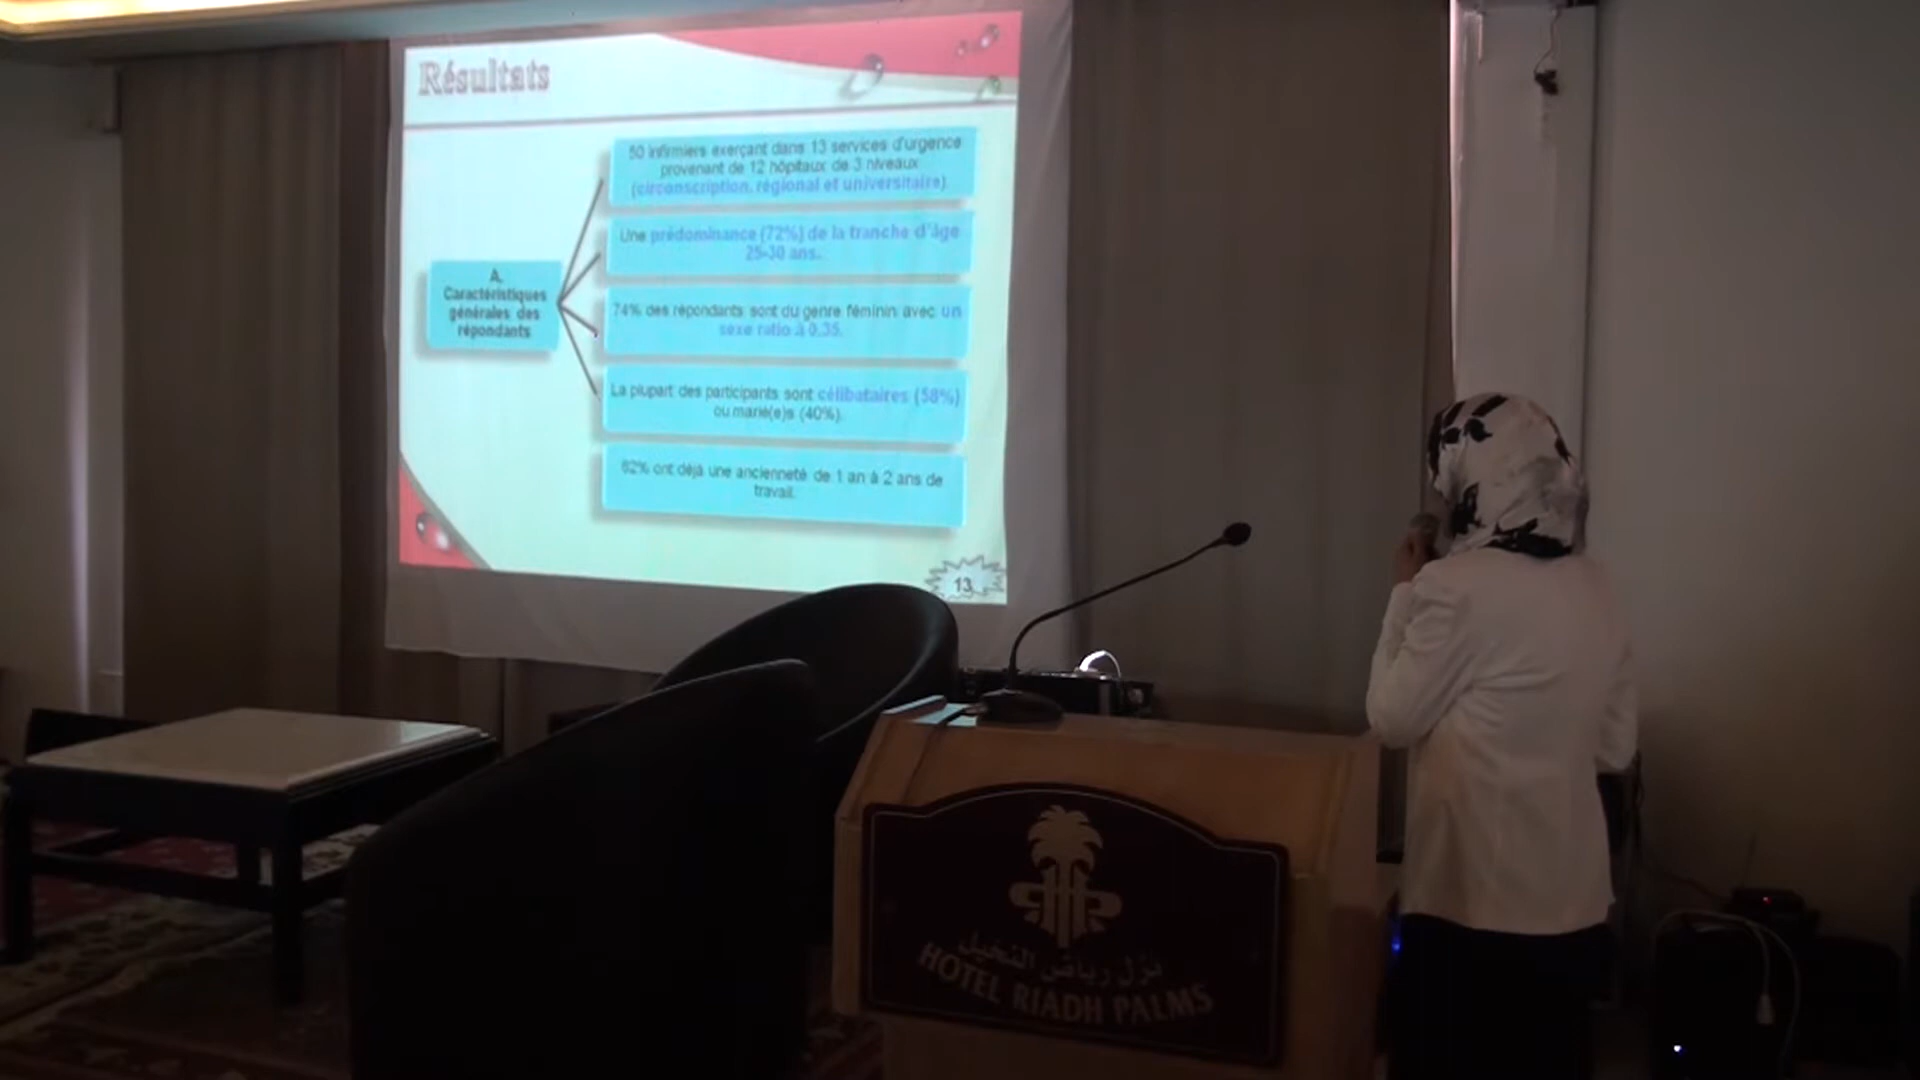 Résultats
50 infirmiers exerçant dans 13 services d'urgence
provenant de 12 hôpitaux de 3 niveaux
(circonscription, régional et universitaire)
Une prédominance (72%) de la tranche d'âge
25-30 ans.
A.
Caractéristiques
générales des
répondants
74% des répondants sont du genre féminin avec un
sexe ratio à 0.35.
La plupart des participants sont célibataires (58%)
ou marié(e)s (40%).
62% ont déjà une ancienneté de 1 an à 2 ans de
travail.
13
نزل رياض النخيل
HOTEL RIADH PALMS